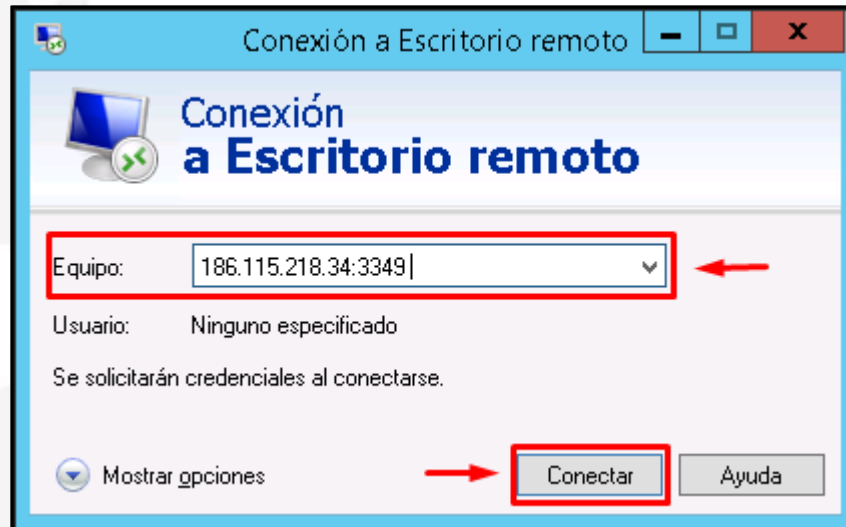 Conexión a Escritorio remoto
Conexión
a Escritorio remoto
Equipo: 186.115.218.34:3349
Usuario: Ninguno especificado
Se solicitarán credenciales al conectarse.
Mostrar opciones Conectar Ayuda